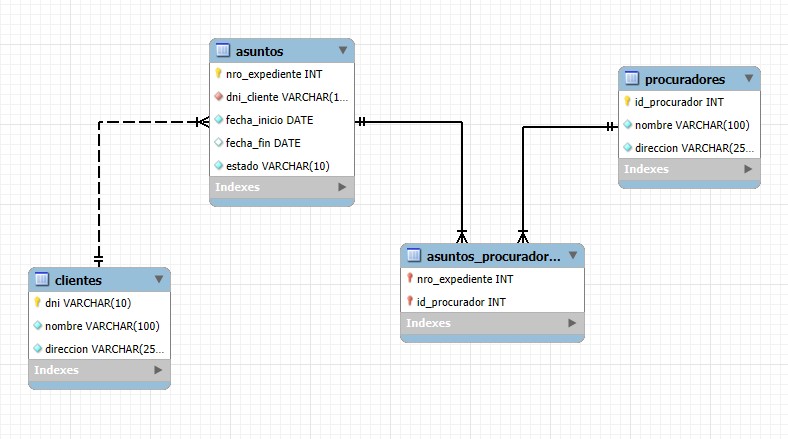 asuntos
nro_expediente INT
dni_cliente VARCHAR(1...
fecha_inicio DATE
fecha_fin DATE
estado VARCHAR(10)
Indexes
procuradores
id_procurador INT
nombre VARCHAR(100)
direccion VARCHAR(25...
Indexes
asuntos_procurador...
nro_expediente INT
id_procurador INT
Indexes
clientes
dni VARCHAR(10)
nombre VARCHAR(100)
direccion VARCHAR(25...
Indexes